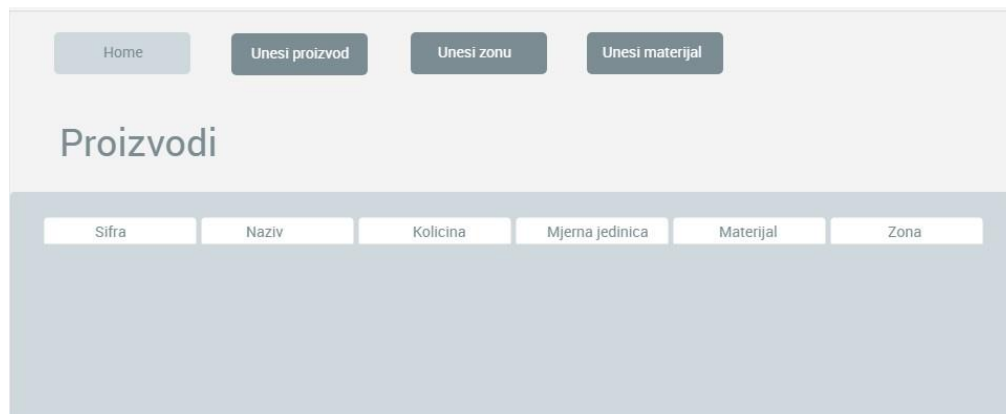 Home Unesi proizvod Unesi zonu Unesi materijal
Proizvodi
Sifra Naziv Kolicina Mjerna jedinica Materijal Zona